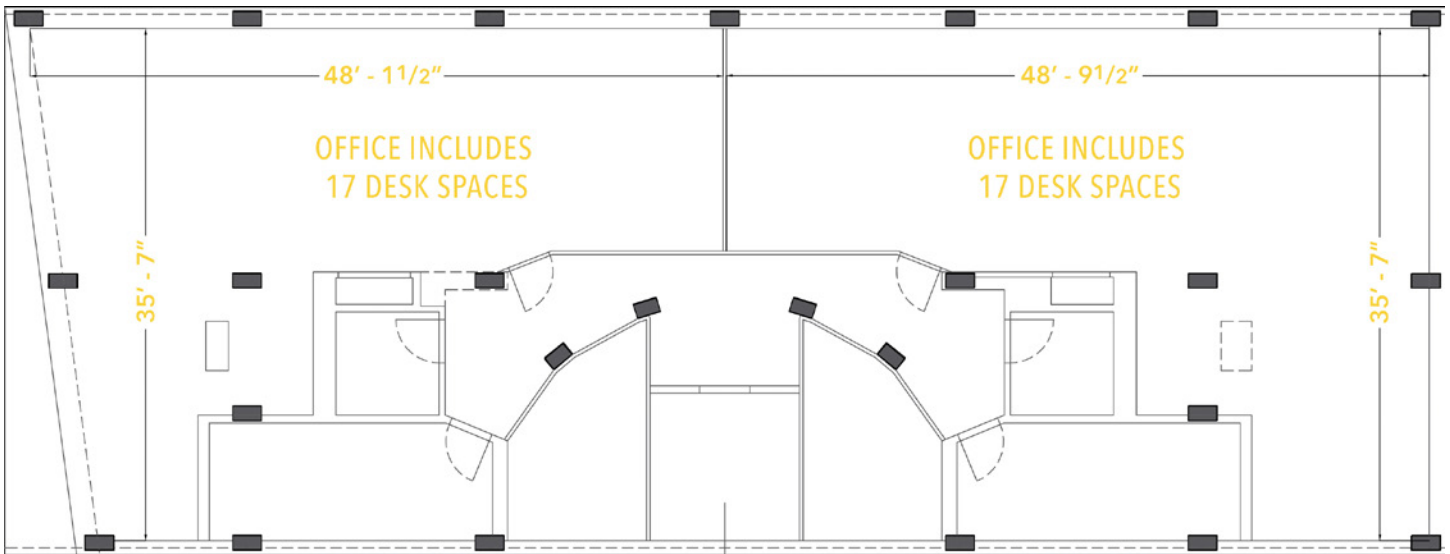 48' - 11/2" 48' - 91/2"
OFFICE INCLUDES
17 DESK SPACES
OFFICE INCLUDES
17 DESK SPACES
35' - 7"
35' - 7"